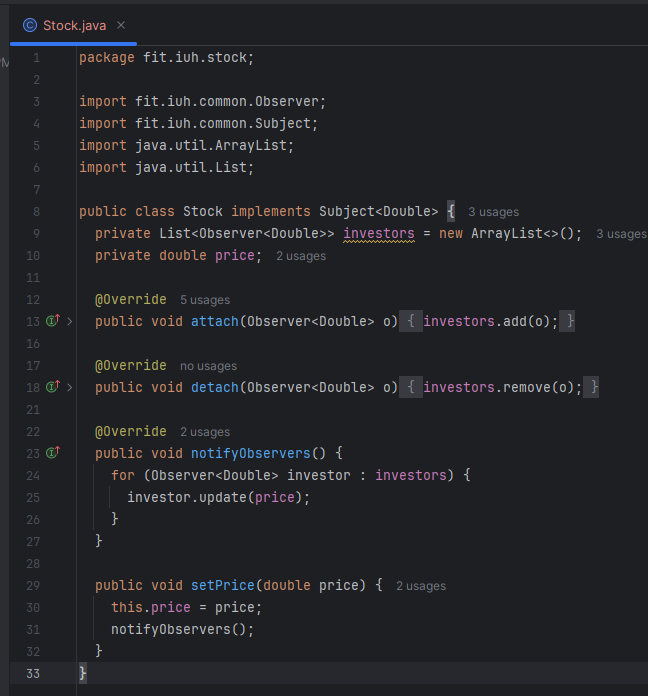 Stock.java
PM
1 package fit.iuh.stock;
2
3 import fit.iuh.common.Observer;
4 import fit.iuh.common.Subject;
5 import java.util.ArrayList;
6 import java.util.List;
7
8 public class Stock implements Subject<Double> { 3 usages
9 private List<Observer<Double>> investors = new ArrayList<>(); 3 usages
10 private double price; 2 usages
11
12 @Override 5 usages
13 public void attach(Observer<Double> o) { investors.add(o); }
16
17 @Override no usages
18 public void detach(Observer<Double> o) { investors.remove(o); }
21
22 @Override 2 usages
23 public void notifyObservers() {
24 for (Observer<Double> investor : investors) {
25 investor.update(price);
26 }
27 }
28
29 public void setPrice(double price) { 2 usages
30 this.price = price;
31 notifyObservers();
32 }
33 }